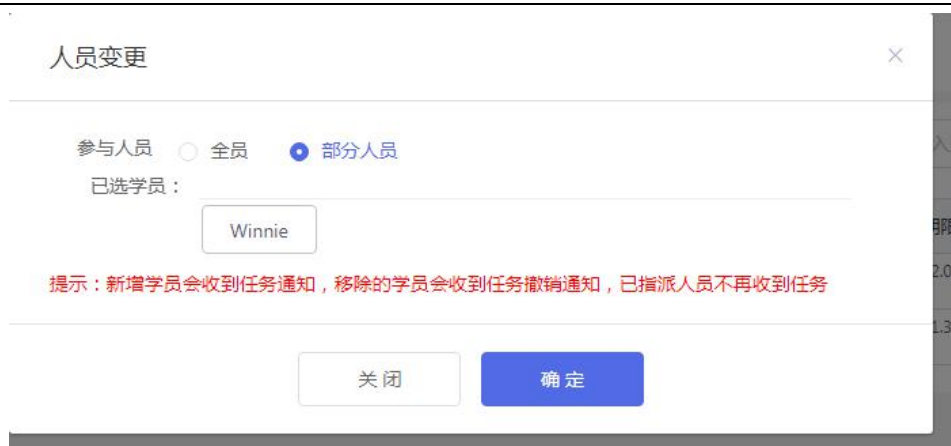 人员变更
参与人员 全员 部分人员
已选学员：
Winnie
提示：新增学员会收到任务通知，移除的学员会收到任务撤销通知，已指派人员不再收到任务
关闭 确定